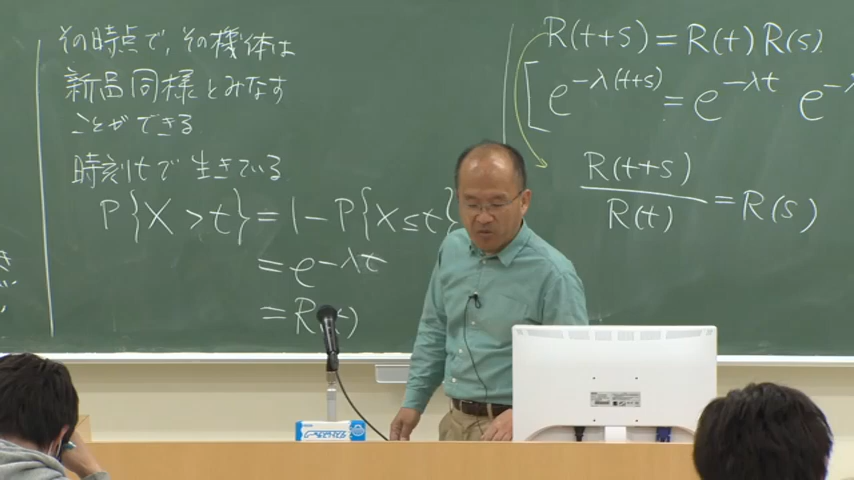 その時点で,その機体は
新品同様とみなす
ことができる
時刻tで生きている
P{X>t}=1-P{X≤t}
=e^{-λt}
=R(t)
R(t+s)=R(t)R(s)
[e^{-λ(t+s)}=e^{-λt} e^{-λ
R(t+s)/R(t)=R(s)